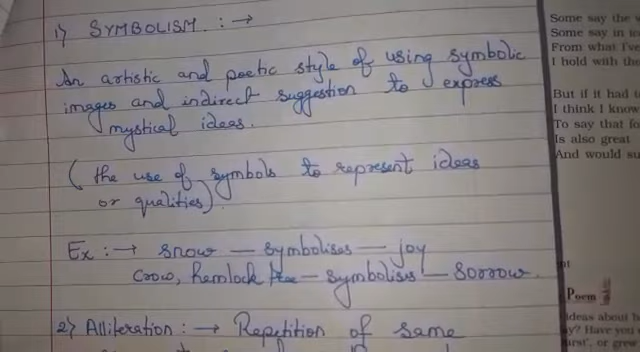 1) SYMBOLISM :→
An artistic and poetic style of using symbolic
images and indirect suggestion to express
mystical ideas.
(the use of symbols to represent ideas
or qualities)
Ex :→ snow — symbolises — joy
Crow, hemlock tree — symbolises — sorrow.
2) Alliteration :→ Repetition of same
Some say the
Some say in
From what I've
I hold with the
But if it had
I think I know
To say that
Is also great
And would
Poem
ideas about
Have you
or grew